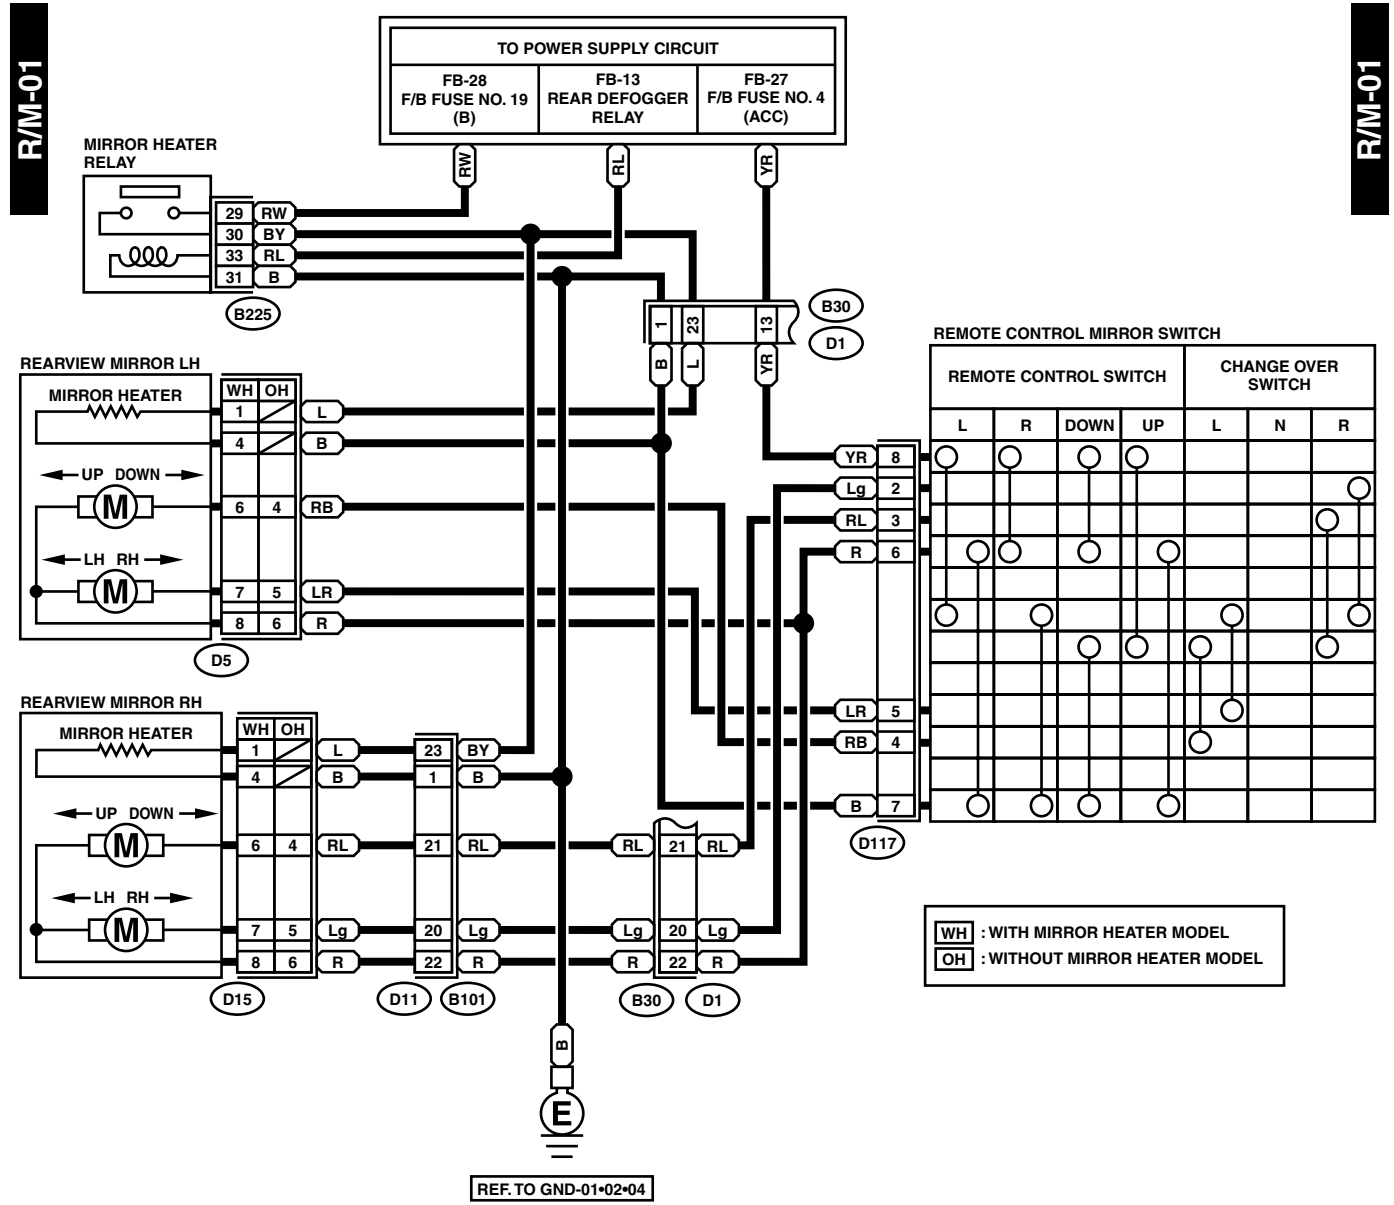 R/M-01
R/M-01
TO POWER SUPPLY CIRCUIT
FB-28
F/B FUSE NO. 19
(B)
FB-13
REAR DEFOGGER
RELAY
FB-27
F/B FUSE NO. 4
(ACC)
RW
RL
YR
MIRROR HEATER
RELAY
29 RW
30 BY
33 RL
31 B
B225
1 23 13
B30
D1
B L YR
REARVIEW MIRROR LH
MIRROR HEATER
WH OH
1 L
4 B
UP DOWN
M
6 4 RB
LH RH
M
7 5 LR
8 6 R
D5
REMOTE CONTROL MIRROR SWITCH
REMOTE CONTROL SWITCH
CHANGE OVER
SWITCH
L R DOWN UP L N R
YR 8
Lg 2
RL 3
R 6
LR 5
RB 4
B 7
D117
REARVIEW MIRROR RH
MIRROR HEATER
WH OH
1 L 23 BY
4 B 1 B
UP DOWN
M
6 4 RL 21 RL RL 21 RL
LH RH
M
7 5 Lg 20 Lg Lg 20 Lg
8 6 R 22 R R 22 R
D15 D11 B101 B30 D1
WH : WITH MIRROR HEATER MODEL
OH : WITHOUT MIRROR HEATER MODEL
B
E
REF. TO GND-01•02•04